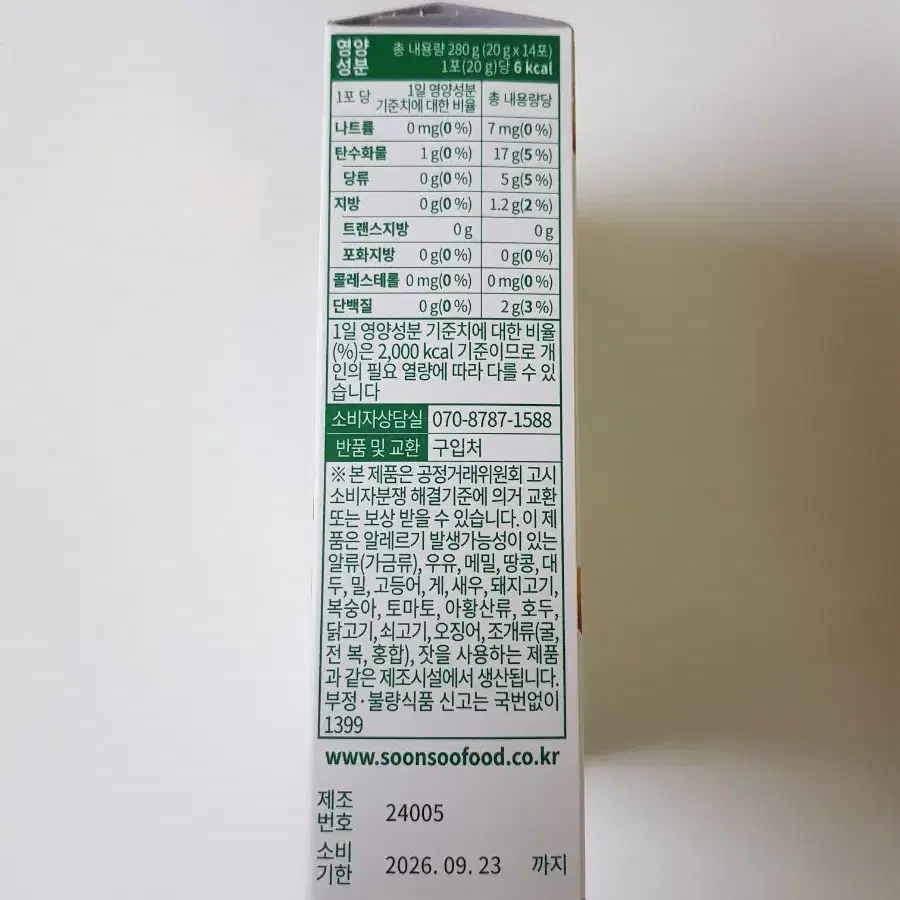 영양
성분
총 내용량 280 g (20 g x 14포)
1포(20 g)당 6 kcal
1포 당 1일 영양성분 기준치에 대한 비율 총 내용량당
나트륨 0 mg(0 %) 7 mg(0 %)
탄수화물 1 g(0 %) 17 g(5 %)
당류 0 g(0 %) 5 g(5 %)
지방 0 g(0 %) 1.2 g(2 %)
트랜스지방 0 g 0 g
포화지방 0 g(0 %) 0 g(0 %)
콜레스테롤 0 mg(0 %) 0 mg(0 %)
단백질 0 g(0 %) 2 g(3 %)
1일 영양성분 기준치에 대한 비율
(%)은 2,000 kcal 기준이므로 개
인의 필요 열량에 따라 다를 수 있
습니다
소비자상담실 070-8787-1588
반품 및 교환 구입처
※ 본 제품은 공정거래위원회 고시
소비자분쟁 해결기준에 의거 교환
또는 보상 받을 수 있습니다. 이 제
품은 알레르기 발생가능성이 있는
알류(가금류), 우유, 메밀, 땅콩, 대
두, 밀, 고등어, 게, 새우, 돼지고기,
복숭아, 토마토, 아황산류, 호두,
닭고기, 쇠고기, 오징어, 조개류(굴,
전 복, 홍합), 잣을 사용하는 제품
과 같은 제조시설에서 생산됩니다.
부정·불량식품 신고는 국번없이
1399
www.soonsoofood.co.kr
제조
번호 24005
소비
기한 2026. 09. 23 까지